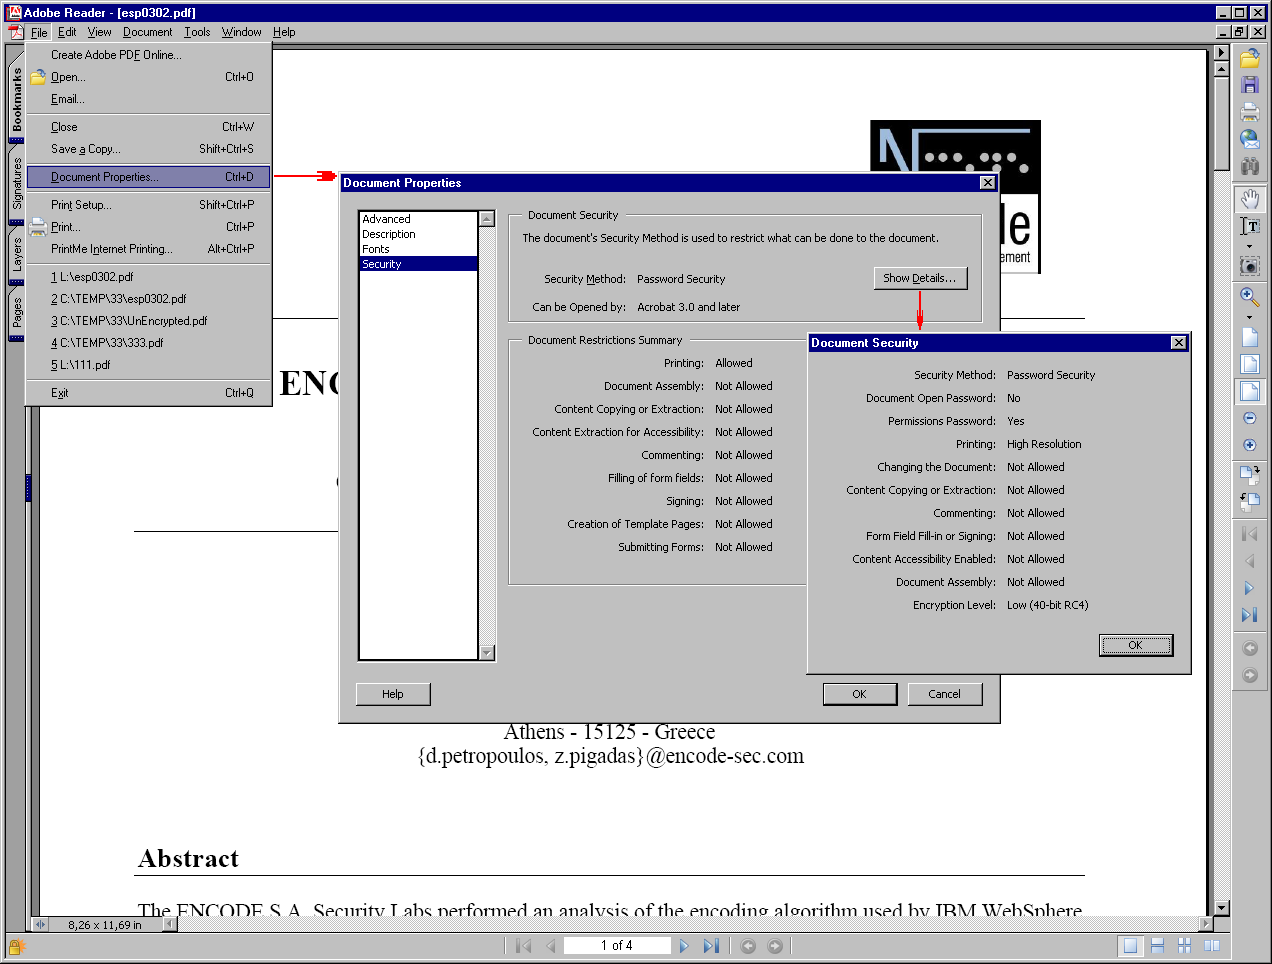 Adobe Reader - [esp0302.pdf]
File Edit View Document Tools Window Help
Create Adobe PDF Online...
Open... Ctrl+O
Email...
Close Ctrl+W
Save a Copy... Shift+Ctrl+S
Document Properties... Ctrl+D
Print Setup... Shift+Ctrl+P
Print... Ctrl+P
PrintMe Internet Printing... Alt+Ctrl+P
1 L:\esp0302.pdf
2 C:\TEMP\33\esp0302.pdf
3 C:\TEMP\33\UnEncrypted.pdf
4 C:\TEMP\33\333.pdf
5 L:\111.pdf
Exit Ctrl+Q
Bookmarks
Signatures
Layers
Pages
Document Properties
Advanced
Description
Fonts
Security
Document Security
The document's Security Method is used to restrict what can be done to the document.
Security Method: Password Security
Show Details...
Can be Opened by: Acrobat 3.0 and later
Document Restrictions Summary
Printing: Allowed
Document Assembly: Not Allowed
Content Copying or Extraction: Not Allowed
Content Extraction for Accessibility: Not Allowed
Commenting: Not Allowed
Filling of form fields: Not Allowed
Signing: Not Allowed
Creation of Template Pages: Not Allowed
Submitting Forms: Not Allowed
Help OK Cancel
Document Security
Security Method: Password Security
Document Open Password: No
Permissions Password: Yes
Printing: High Resolution
Changing the Document: Not Allowed
Content Copying or Extraction: Not Allowed
Commenting: Not Allowed
Form Field Fill-in or Signing: Not Allowed
Content Accessibility Enabled: Not Allowed
Document Assembly: Not Allowed
Encryption Level: Low (40-bit RC4)
OK
Athens - 15125 - Greece
{d.petropoulos, z.pigadas}@encode-sec.com
Abstract
The ENCODE S.A. Security Labs performed an analysis of the encoding algorithm used by IBM WebSphere
8,26 x 11,69 in
1 of 4